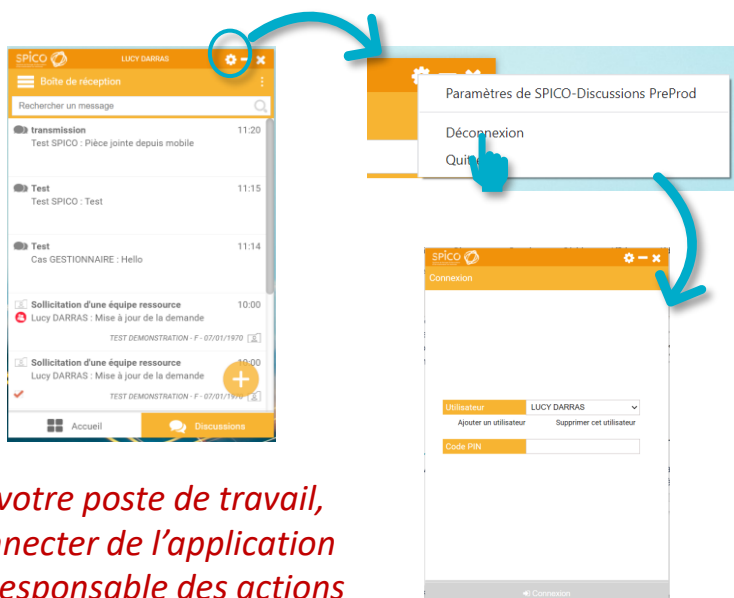 SPICO
LUCY DARRAS
Boîte de réception
Rechercher un message
transmission 11:20
Test SPICO : Pièce jointe depuis mobile
Test 11:15
Test SPICO : Test
Test 11:14
Cas GESTIONNAIRE : Hello
Sollicitation d'une équipe ressource 10:00
Lucy DARRAS : Mise à jour de la demande
TEST DEMONSTRATION - F - 07/01/1970
Sollicitation d'une équipe ressource 10:00
Lucy DARRAS : Mise à jour de la demande
TEST DEMONSTRATION - F - 07/01/1970
Accueil
Discussions
Paramètres de SPICO-Discussions PreProd
Déconnexion
SPICO
Connexion
Utilisateur LUCY DARRAS
Ajouter un utilisateur Supprimer cet utilisateur
Code PIN
Connexion
votre poste de travail,
nnecter de l’application
esponsable des actions